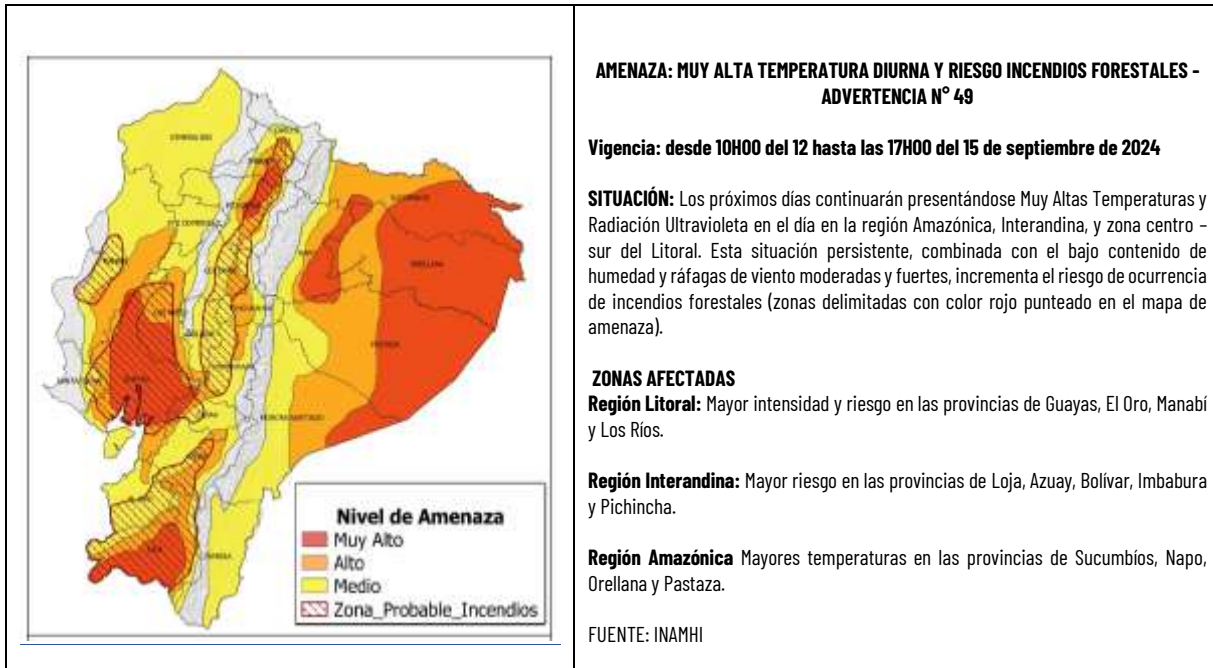 ORELLANA
Nivel de Amenaza
Muy Alto
Alto
Medio
Zona_Probable_Incendios
AMENAZA: MUY ALTA TEMPERATURA DIURNA Y RIESGO INCENDIOS FORESTALES -
ADVERTENCIA N° 49
Vigencia: desde 10H00 del 12 hasta las 17H00 del 15 de septiembre de 2024
SITUACIÓN: Los próximos días continuarán presentándose Muy Altas Temperaturas y
Radiación Ultravioleta en el día en la región Amazónica, Interandina, y zona centro –
sur del Litoral. Esta situación persistente, combinada con el bajo contenido de
humedad y ráfagas de viento moderadas y fuertes, incrementa el riesgo de ocurrencia
de incendios forestales (zonas delimitadas con color rojo punteado en el mapa de
amenaza).
ZONAS AFECTADAS
Región Litoral: Mayor intensidad y riesgo en las provincias de Guayas, El Oro, Manabí
y Los Ríos.
Región Interandina: Mayor riesgo en las provincias de Loja, Azuay, Bolívar, Imbabura
y Pichincha.
Región Amazónica Mayores temperaturas en las provincias de Sucumbíos, Napo,
Orellana y Pastaza.
FUENTE: INAMHI